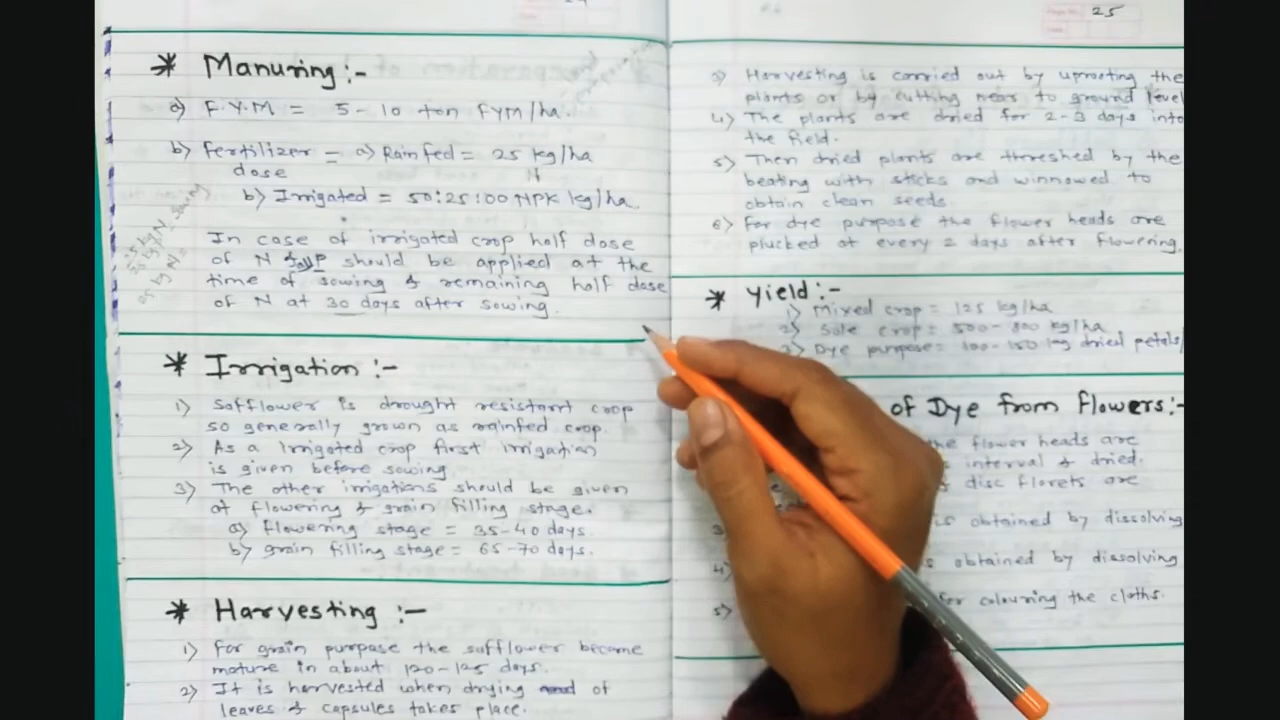 * Manuring :-
a) F.Y.M = 5-10 ton FYM/ha.
b) Fertilizer = a) Rainfed = 25 kg/ha
dose N
b) Irrigated = 50:25:00 NPK kg/ha
In case of irrigated crop half dose
of N & P should be applied at the
time of sowing & remaining half dose
of N at 30 days after sowing.
* Irrigation :-
1) Safflower is drought resistant crop
so generally grown as rainfed crop.
2) As a Irrigated crop first irrigation
is given before sowing.
3) The other irrigations should be given
at flowering & grain filling stage.
a) flowering stage = 35-40 days.
b) grain filling stage = 65-70 days.
* Harvesting :-
1) For grain purpose the safflower became
mature in about 120-125 days.
2) It is harvested when drying of
leaves & capsules takes place.
25
3) Harvesting is carried out by uprooting the
plants or by cutting near to ground level
4) The plants are dried for 2-3 days into
the field.
5) Then dried plants are threshed by the
beating with sticks and winnowed to
obtain clean seeds.
6) For dye purpose the flower heads are
plucked at every 2 days after flowering.
* Yield :-
1) Mixed crop = 125 kg/ha
2) Sole crop = 500-800 kg/ha
3) Dye purpose = 100-150 kg dried petals/
of Dye from flowers :-
the flower heads are
interval & dried.
disc florets are
3) is obtained by dissolving
4) obtained by dissolving
5) for colouring the cloths.